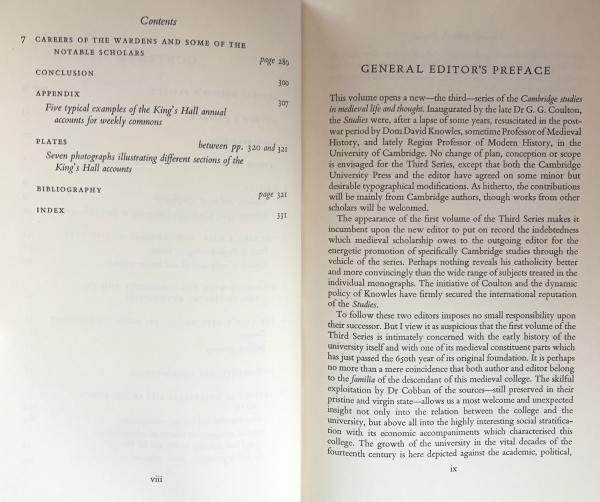 Contents
7 CAREERS OF THE WARDENS AND SOME OF THE
NOTABLE SCHOLARS page 280
CONCLUSION 300
APPENDIX 307
Five typical examples of the King's Hall annual
accounts for weekly commons
PLATES between pp. 320 and 321
Seven photographs illustrating different sections of the
King's Hall accounts
BIBLIOGRAPHY page 321
INDEX 331
viii
GENERAL EDITOR'S PREFACE
This volume opens a new—the third—series of the Cambridge studies
in medieval life and thought. Inaugurated by the late Dr G. G. Coulton,
the Studies were, after a lapse of some years, resuscitated in the post-
war period by Dom David Knowles, sometime Professor of Medieval
History, and lately Regius Professor of Modern History, in the
University of Cambridge. No change of plan, conception or scope
is envisaged for the Third Series, except that both the Cambridge
University Press and the editor have agreed on some minor but
desirable typographical modifications. As hitherto, the contributions
will be mainly from Cambridge authors, though works from other
scholars will be welcomed.
The appearance of the first volume of the Third Series makes it
incumbent upon the new editor to put on record the indebtedness
which medieval scholarship owes to the outgoing editor for the
energetic promotion of specifically Cambridge studies through the
vehicle of the series. Perhaps nothing reveals his catholicity better
and more convincingly than the wide range of subjects treated in the
individual monographs. The initiative of Coulton and the dynamic
policy of Knowles have firmly secured the international reputation
of the Studies.
To follow these two editors imposes no small responsibility upon
their successor. But I view it as auspicious that the first volume of the
Third Series is intimately concerned with the early history of the
university itself and with one of its medieval constituent parts which
has just passed the 650th year of its original foundation. It is perhaps
no more than a mere coincidence that both author and editor belong
to the familia of the descendant of this medieval college. The skilful
exploitation by Dr Cobban of the sources—still preserved in their
pristine and virgin state—allows us a most welcome and unexpected
insight not only into the relation between the college and the
university, but above all into the highly interesting social stratifica-
tion with its economic accompaniments which characterised this
college. The growth of the university in the vital decades of the
fourteenth century is here depicted against the academic, political,
ix